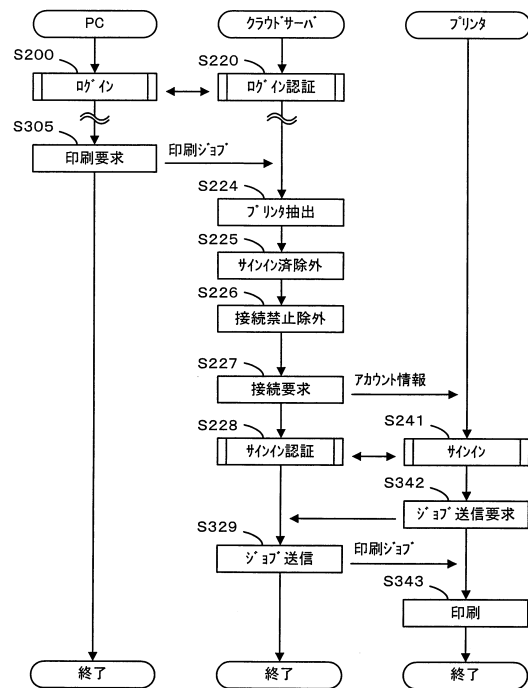 PC
クラウドサーバ
プリンタ
S200
S220
ログイン
ログイン認証
S305
印刷要求
印刷ジョブ
S224
プリンタ抽出
S225
サインイン済除外
S226
接続禁止除外
S227
接続要求
アカウント情報
S228
S241
サインイン認証
サインイン
S342
ジョブ送信要求
S329
ジョブ送信
印刷ジョブ
S343
印刷
終了
終了
終了